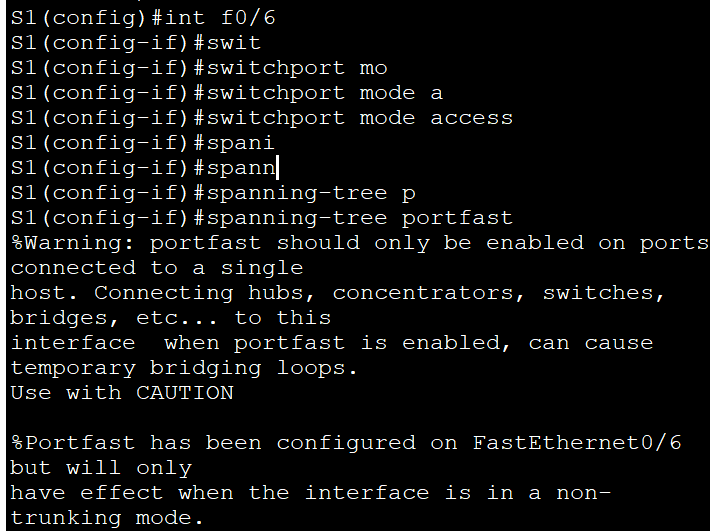 S1(config)#int f0/6
S1(config-if)#swit
S1(config-if)#switchport mo
S1(config-if)#switchport mode a
S1(config-if)#switchport mode access
S1(config-if)#spani
S1(config-if)#spann
S1(config-if)#spanning-tree p
S1(config-if)#spanning-tree portfast
%Warning: portfast should only be enabled on ports
connected to a single
host. Connecting hubs, concentrators, switches,
bridges, etc... to this
interface  when portfast is enabled, can cause
temporary bridging loops.
Use with CAUTION

%Portfast has been configured on FastEthernet0/6
but will only
have effect when the interface is in a non-
trunking mode.